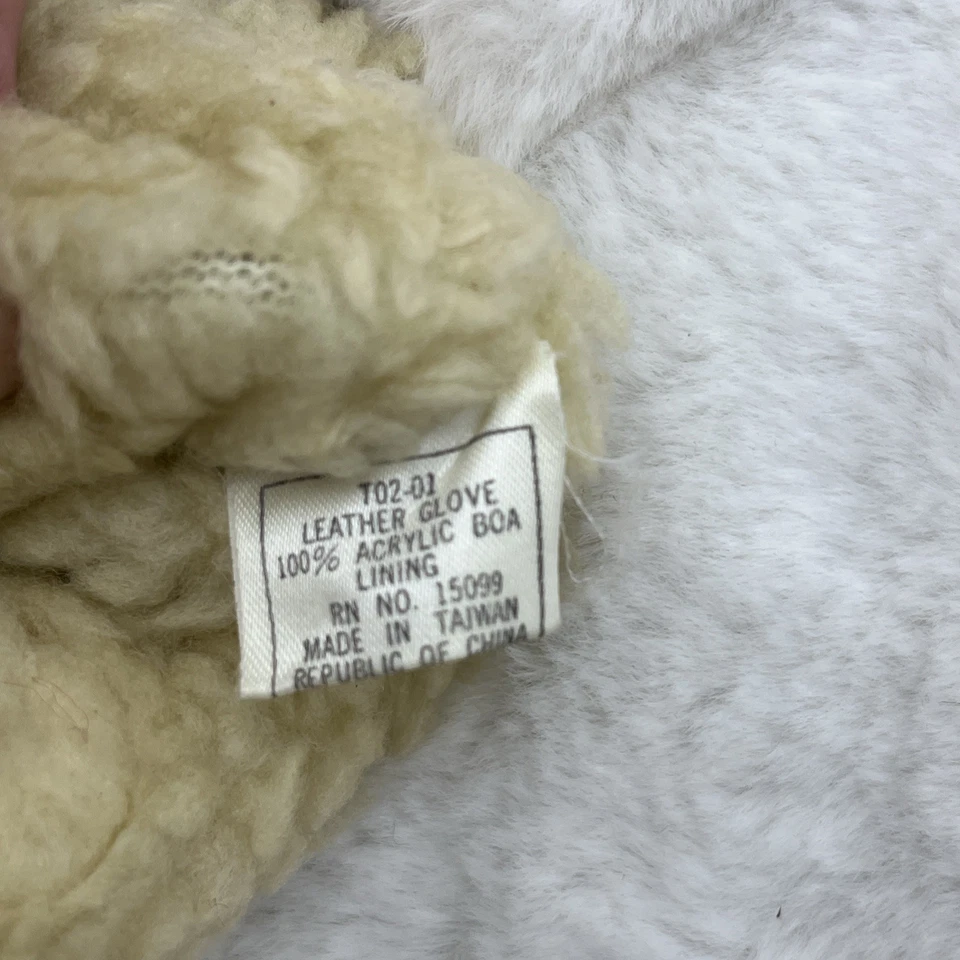 T02-01
LEATHER GLOVE
100% ACRYLIC BOA
LINING
RN NO. 15099
MADE IN TAIWAN
REPUBLIC OF CHINA